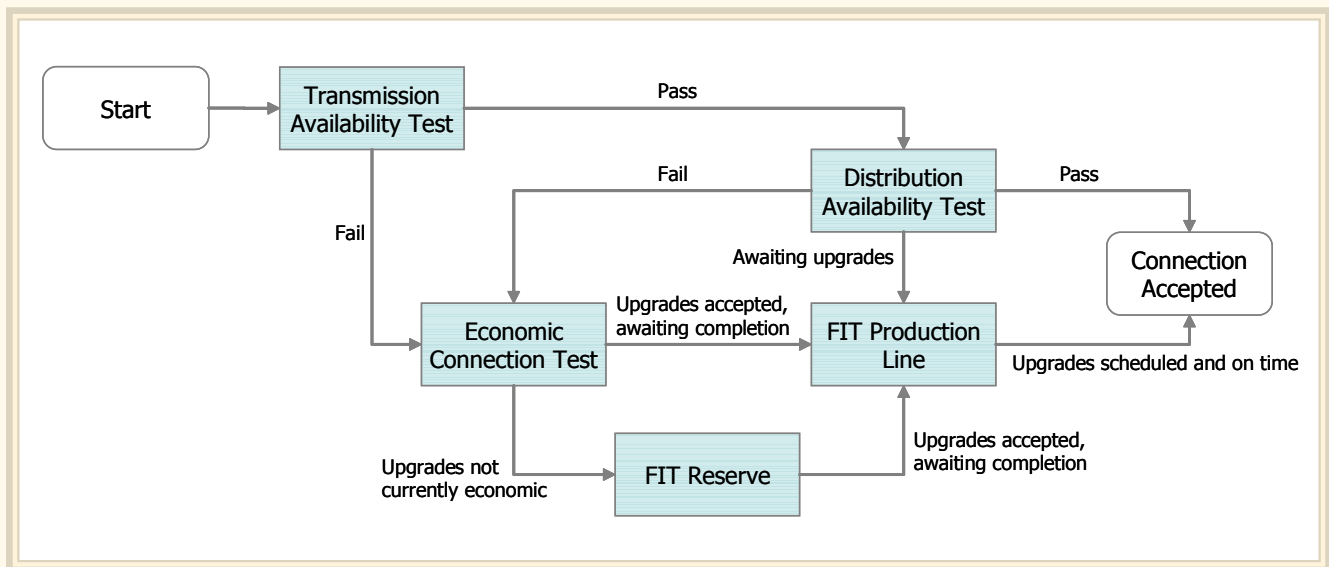 Start
Transmission
Availability Test
Pass
Fail
Distribution
Availability Test
Pass
Fail
Awaiting upgrades
Connection
Accepted
Economic
Connection Test
Upgrades accepted,
awaiting completion
FIT Production
Line
Upgrades scheduled and on time
Upgrades not
currently economic
FIT Reserve
Upgrades accepted,
awaiting completion